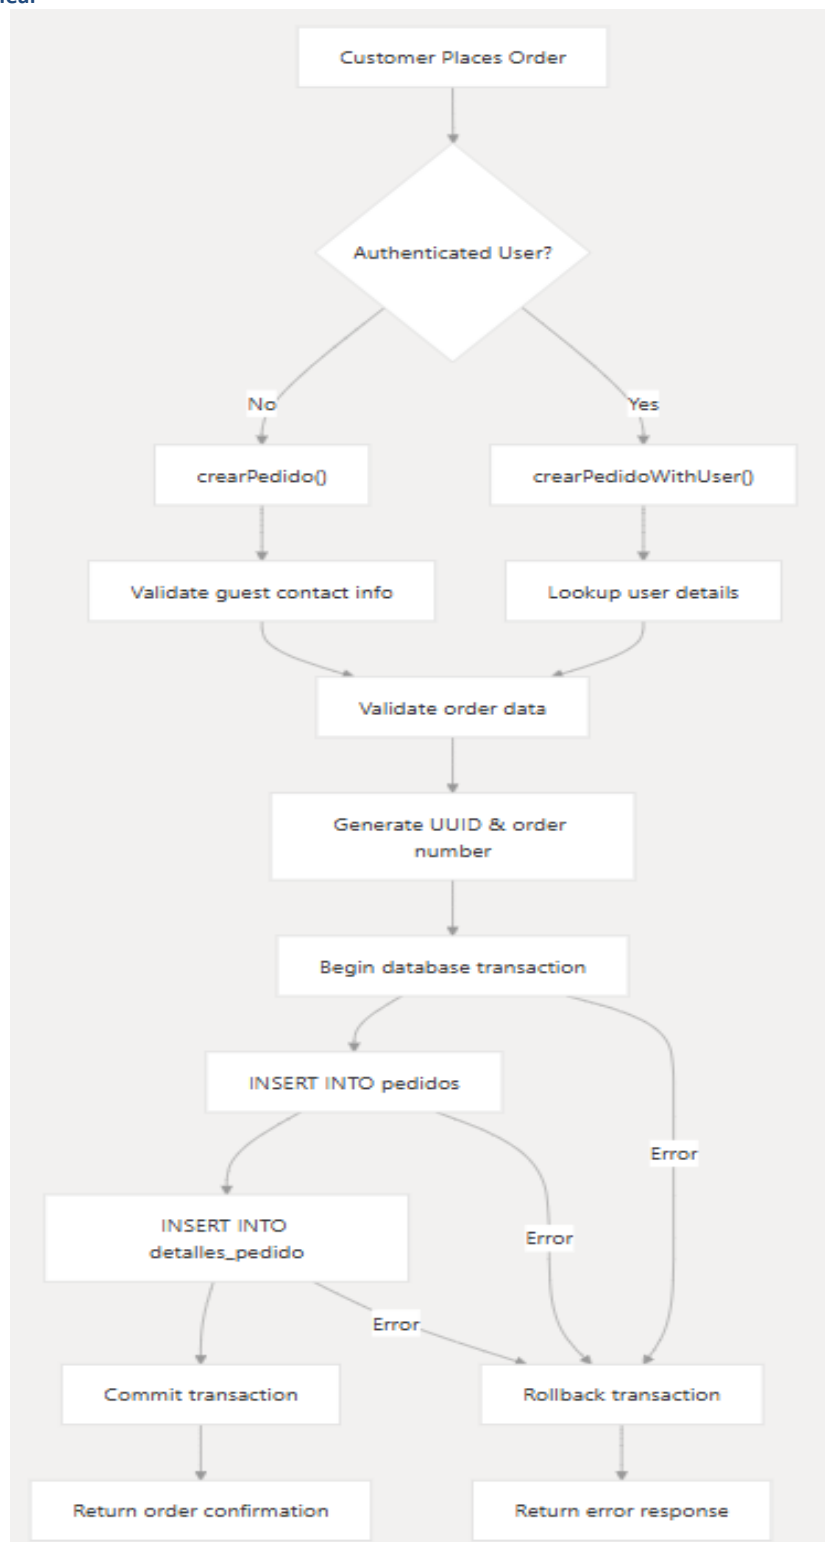 Customer Places Order
Authenticated User?
No
Yes
crearPedido()
crearPedidoWithUser()
Validate guest contact info
Lookup user details
Validate order data
Generate UUID & order
number
Begin database transaction
INSERT INTO pedidos
Error
INSERT INTO
detalles_pedido
Error
Error
Commit transaction
Rollback transaction
Return order confirmation
Return error response